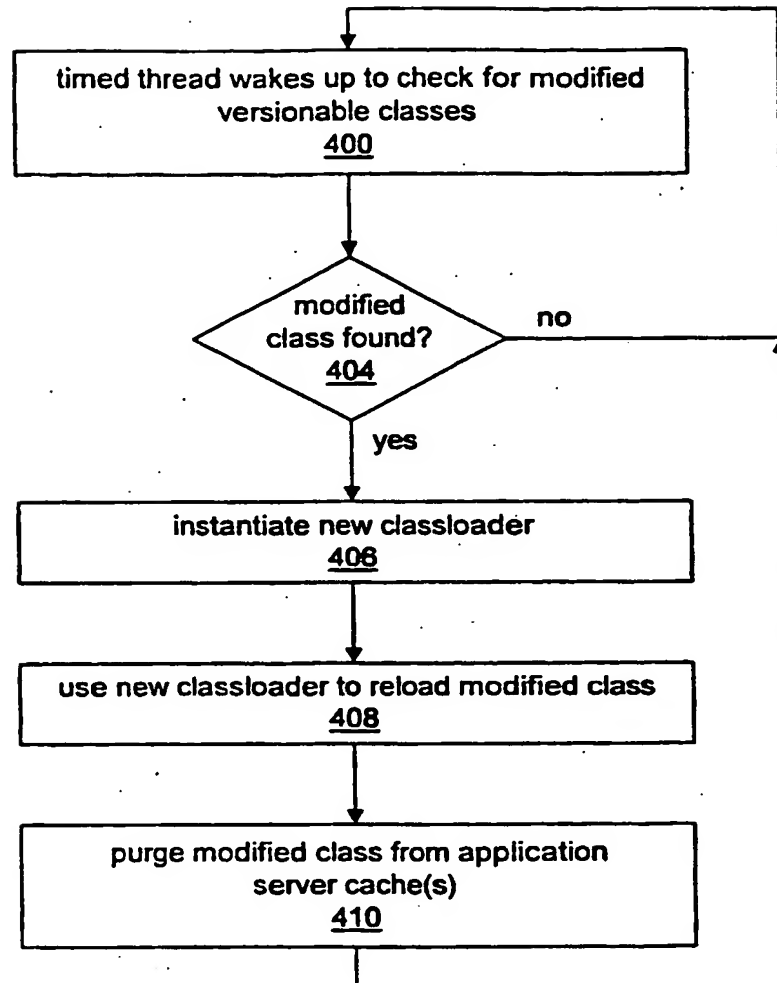 timed thread wakes up to check for modified
versionable classes
400
modified
class found?
404
no
yes
instantiate new classloader
406
use new classloader to reload modified class
408
purge modified class from application
server cache(s)
410